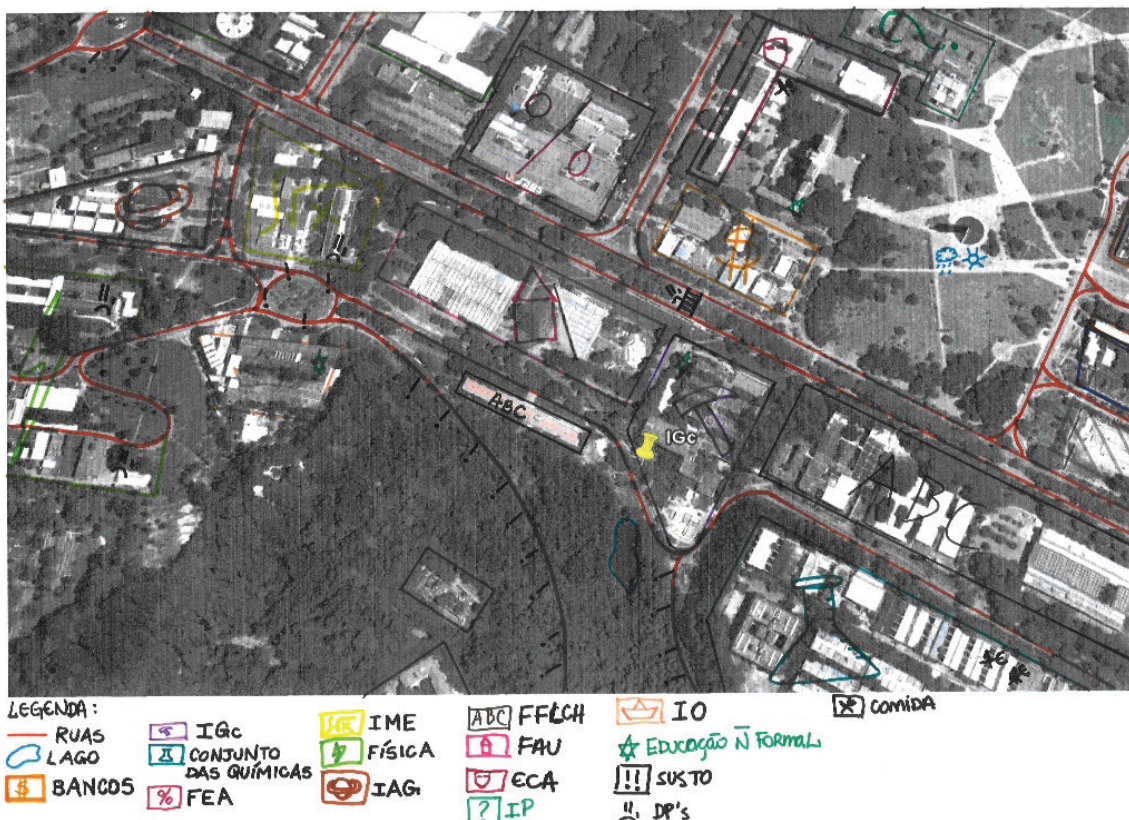 ABC
IGc
ABC
LEGENDA:
RUAS
LAGO
$ BANCOS
IGc
CONJUNTO
DAS QUÍMICAS
% FEA
IME
FÍSICA
IAG
ABC FFLCH
FAU
ECA
? IP
IO
EDUCAÇÃO Ñ FORMAL
!! SUSTO
DP's
COMIDA